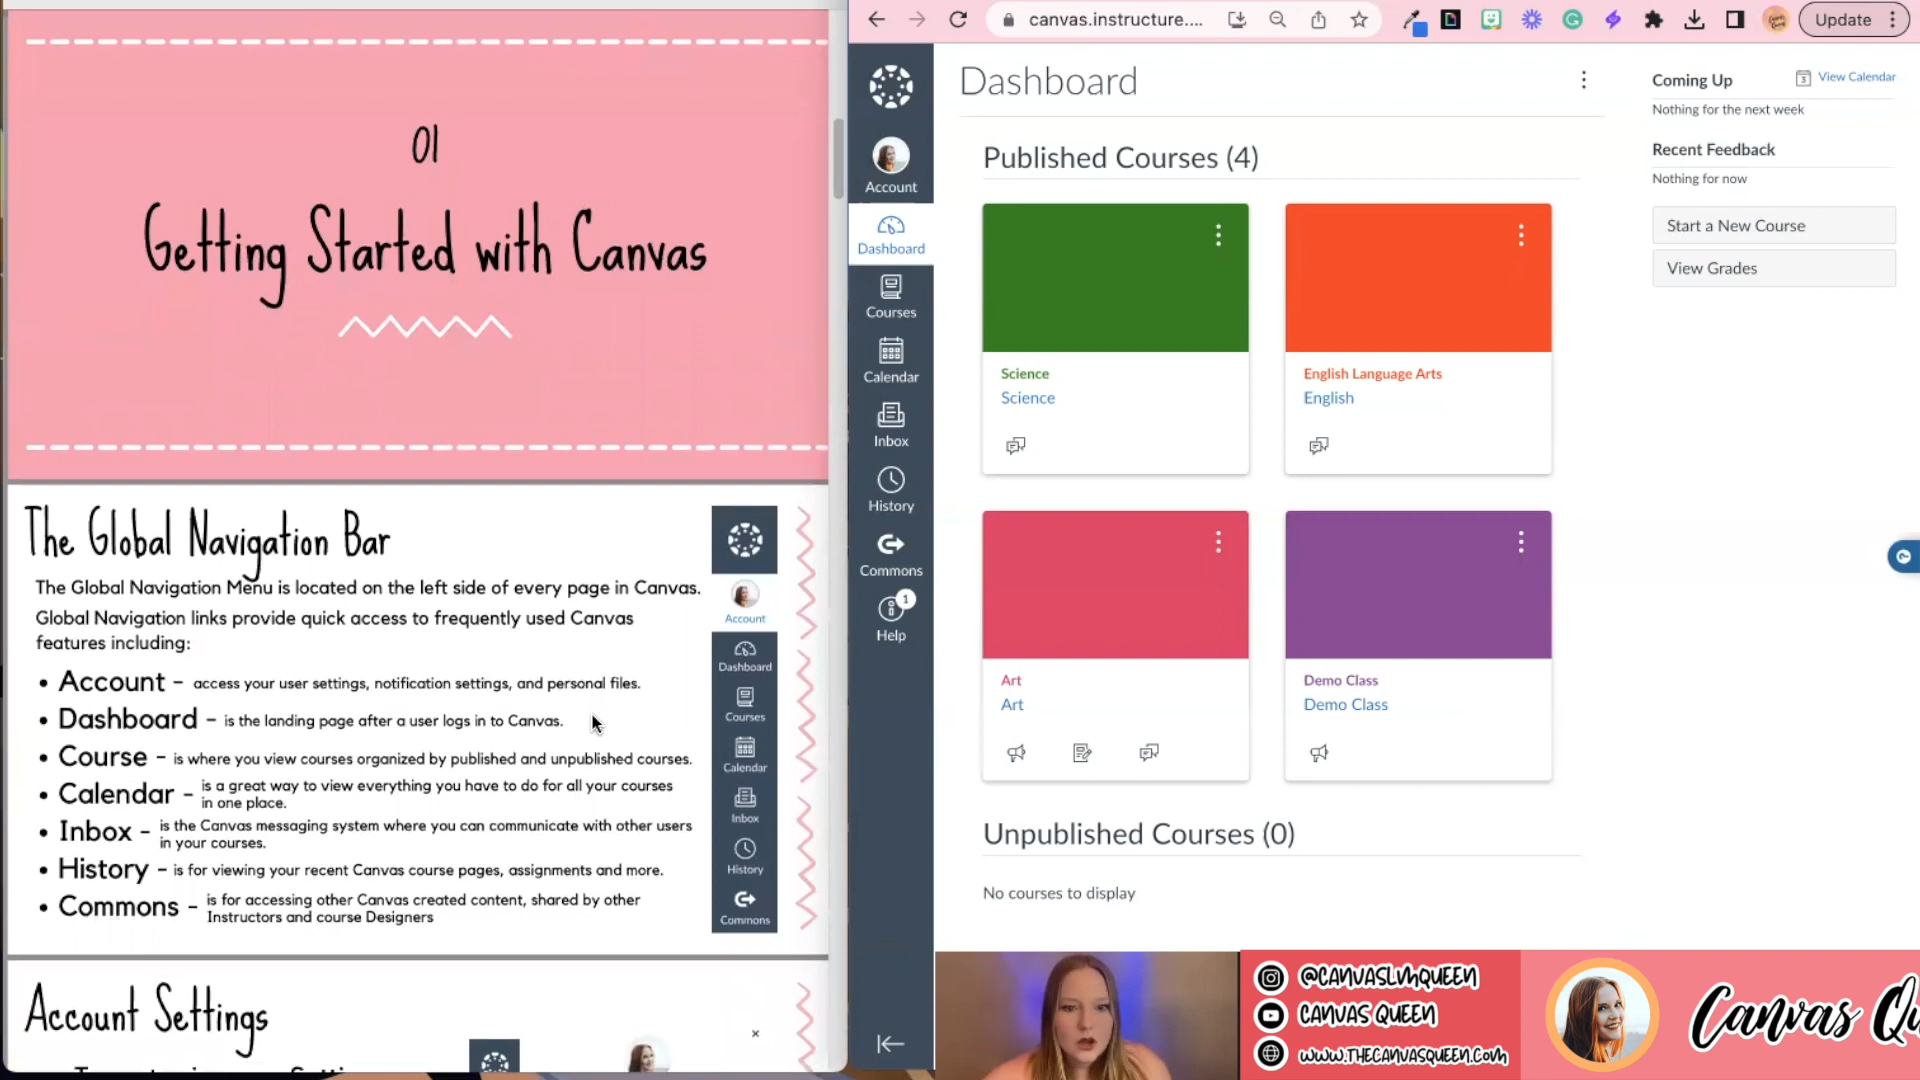 01
Getting Started with Canvas
The Global Navigation Bar
The Global Navigation Menu is located on the left side of every page in Canvas.
Global Navigation links provide quick access to frequently used Canvas
features including:
• Account - access your user settings, notification settings, and personal files.
• Dashboard - is the landing page after a user logs in to Canvas.
• Course - is where you view courses organized by published and unpublished courses.
• Calendar - is a great way to view everything you have to do for all your courses
in one place.
• Inbox - is the Canvas messaging system where you can communicate with other users
in your courses.
• History - is for viewing your recent Canvas course pages, assignments and more.
• Commons - is for accessing other Canvas created content, shared by other
Instructors and course Designers
Account
Dashboard
Courses
Calendar
Inbox
History
Commons
Account Settings
×
canvas.instructure....
Update
Account
Dashboard
Courses
Calendar
Inbox
History
Commons
1
Help
Dashboard
Published Courses (4)
Science
Science
English Language Arts
English
Art
Art
Demo Class
Demo Class
Unpublished Courses (0)
No courses to display
Coming Up
3 View Calendar
Nothing for the next week
Recent Feedback
Nothing for now
Start a New Course
View Grades
@CANVASLMQUEEN
CANVAS QUEEN
www.THECANVASQUEEN.COM
Canvas